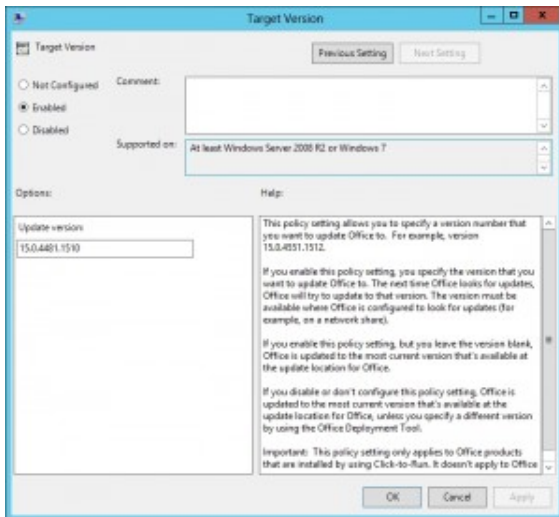 Target Version
Target Version
Previous Setting
Next Setting
Not Configured
Comment:
Enabled
Disabled
Supported on:
At least Windows Server 2008 R2 or Windows 7
Options:
Help:
Update version:
15.0.4481.1510
This policy setting allows you to specify a version number that
you want to update Office to. For example, version
15.0.4551.1512.
If you enable this policy setting, you specify the version that you
want to update Office to. The next time Office looks for updates,
Office will try to update to that version. The version must be
available where Office is configured to look for updates (for
example, on a network share).
If you enable this policy setting, but you leave the version blank,
Office is updated to the most current version that's available at
the update location for Office.
If you disable or don't configure this policy setting, Office is
updated to the most current version that's available at the
update location for Office, unless you specify a different version
by using the Office Deployment Tool.
Important: This policy setting only applies to Office products
that are installed by using Click-to-Run. It doesn't apply to Office
OK
Cancel
Apply